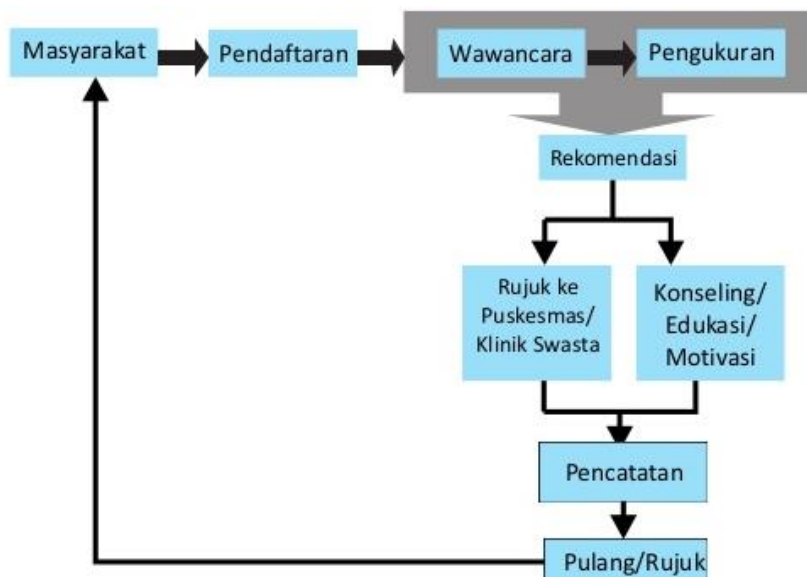 Masyarakat
Pendaftaran
Wawancara
Pengukuran
Rekomendasi
Rujuk ke
Puskesmas/
Klinik Swasta
Konseling/
Edukasi/
Motivasi
Pencatatan
Pulang/Rujuk